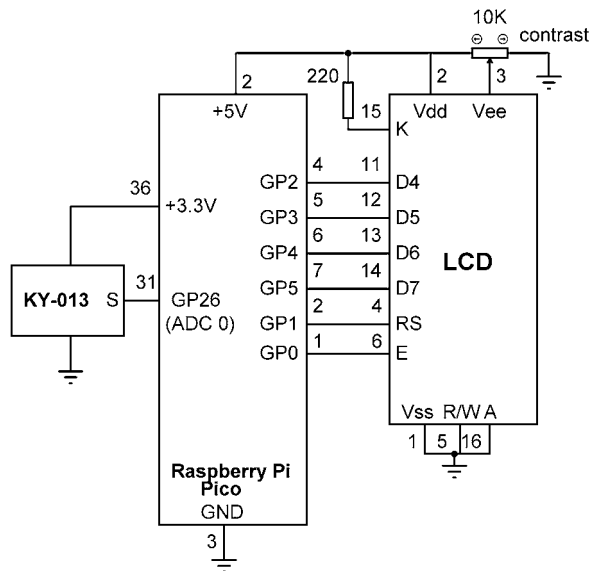 10K
contrast
2
220
15
2
3
+5V
K
Vdd
Vee
36
+3.3V
GP2
4
11
D4
GP3
5
12
D5
GP4
6
13
D6
LCD
KY-013
S
31
GP26
(ADC 0)
GP5
7
14
D7
GP1
2
4
RS
GP0
1
6
E
Vss R/W A
1
5
16
Raspberry Pi
Pico
GND
3